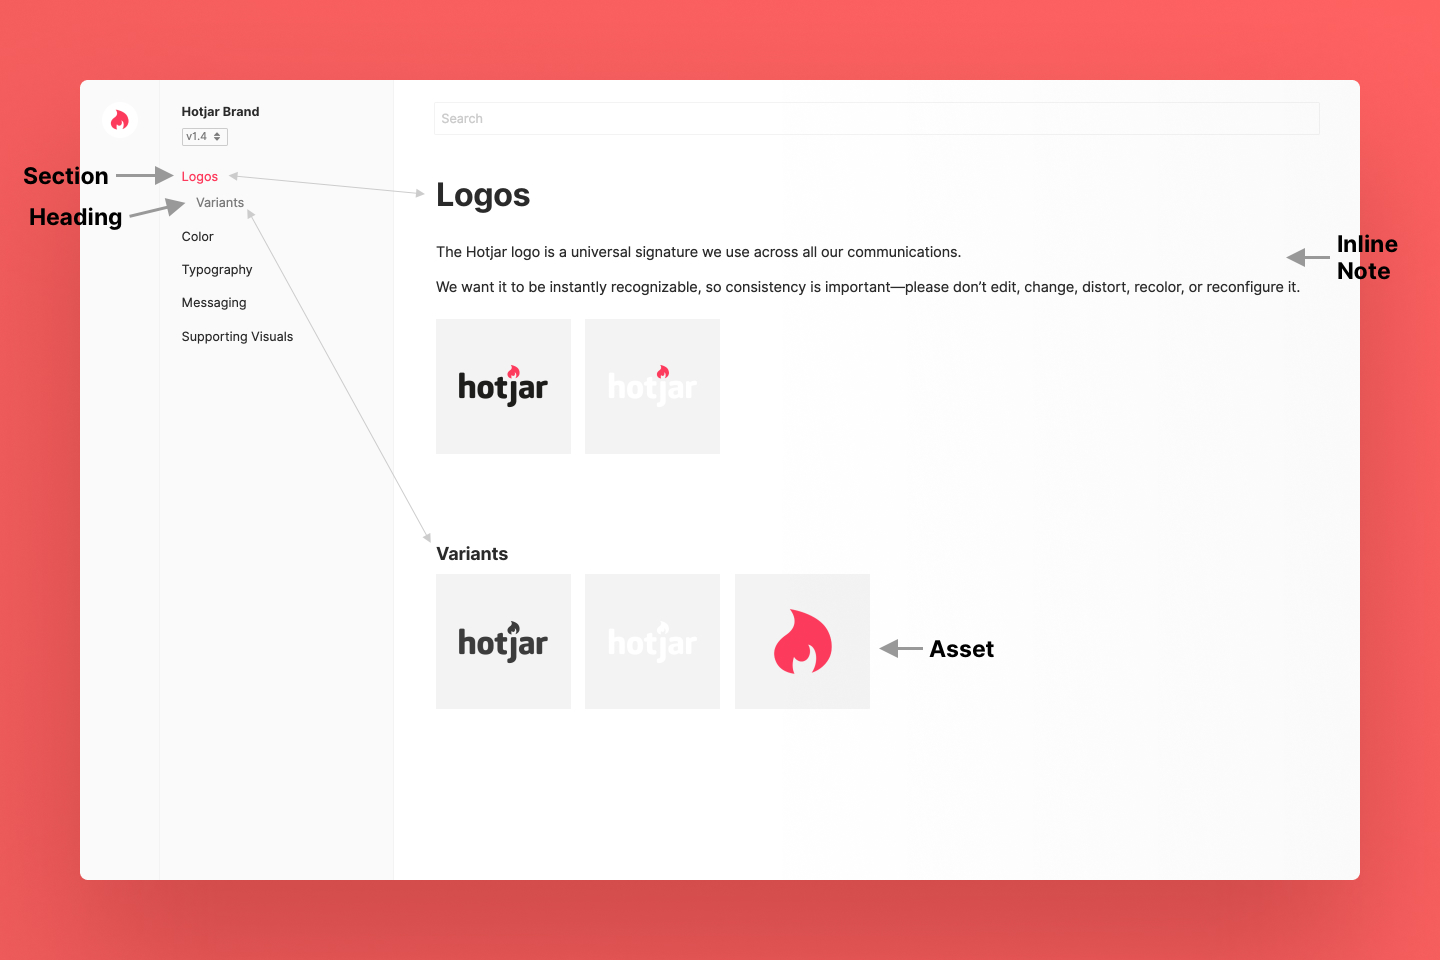 Hotjar Brand
v1.4
Section
Logos
Heading
Variants
Color
Typography
Messaging
Supporting Visuals
Search
Logos
The Hotjar logo is a universal signature we use across all our communications.
We want it to be instantly recognizable, so consistency is important—please don’t edit, change, distort, recolor, or reconfigure it.
Inline
Note
hotjar
hotjar
Variants
hotjar
hotjar
Asset